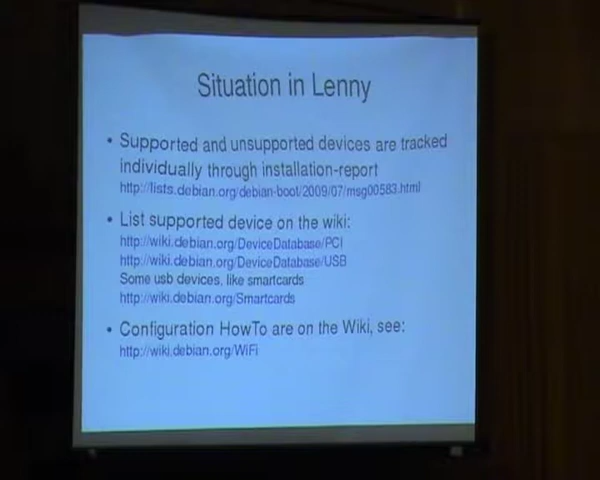 Situation in Lenny
• Supported and unsupported devices are tracked
individually through installation-report
http://lists.debian.org/debian-boot/2009/07/msg00583.html
• List supported device on the wiki:
http://wiki.debian.org/DeviceDatabase/PCI
http://wiki.debian.org/DeviceDatabase/USB
Some usb devices, like smartcards
http://wiki.debian.org/Smartcards
• Configuration HowTo are on the Wiki, see:
http://wiki.debian.org/WiFi